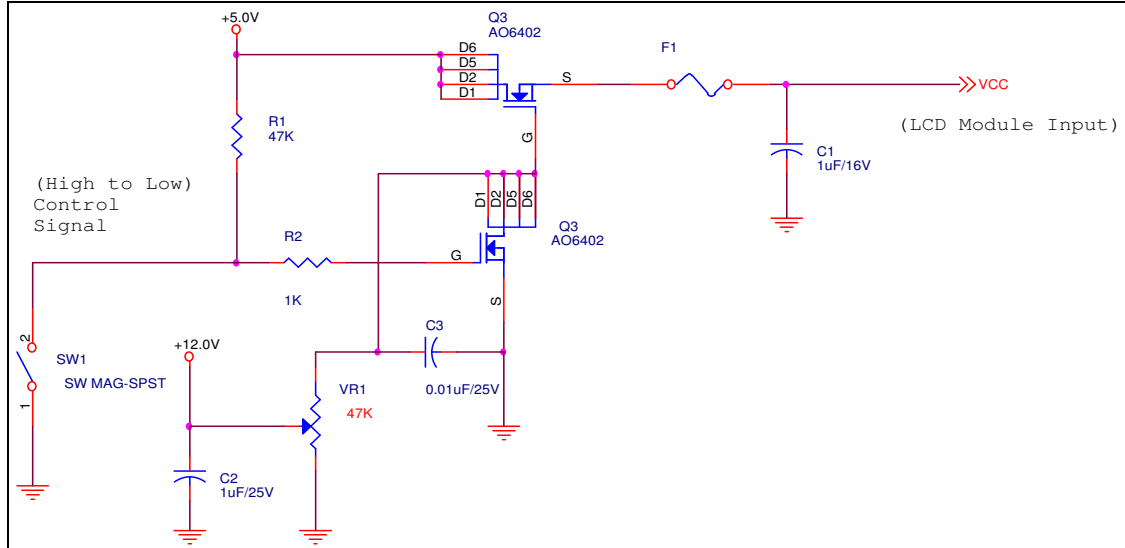 +5.0V
Q3
AO6402
D6
D5
D2
D1
S
F1
VCC
(LCD Module Input)
R1
47K
G
C1
1uF/16V
(High to Low)
Control
Signal
D1
D2
D5
D6
Q3
AO6402
R2
G
1K
S
2
SW1
SW MAG-SPST
1
+12.0V
C3
0.01uF/25V
VR1
47K
C2
1uF/25V